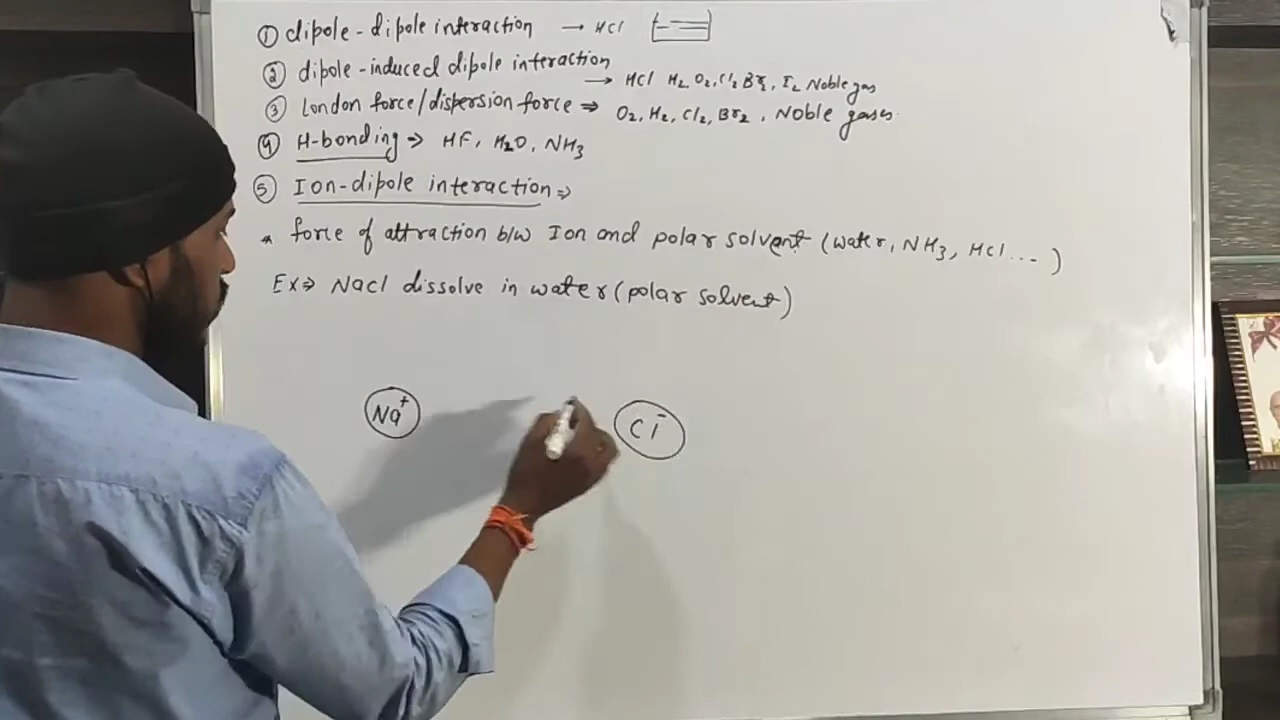 ① dipole-dipole interaction → HCl
② dipole-induced dipole interaction → HCl H₂ O₂, Cl₂ Br₂, I₂ Noble gas
③ London force/dispersion force ⇒ O₂, H₂, Cl₂, Br₂, Noble gases.
④ H-bonding ⇒ HF, H₂O, NH₃
⑤ Ion-dipole interaction ⇒
* force of attraction b/w Ion and polar solvent (water, NH₃, HCl ... )
Ex ⇒ Nacl dissolve in water (polar solvent)
Na⁺ Cl⁻